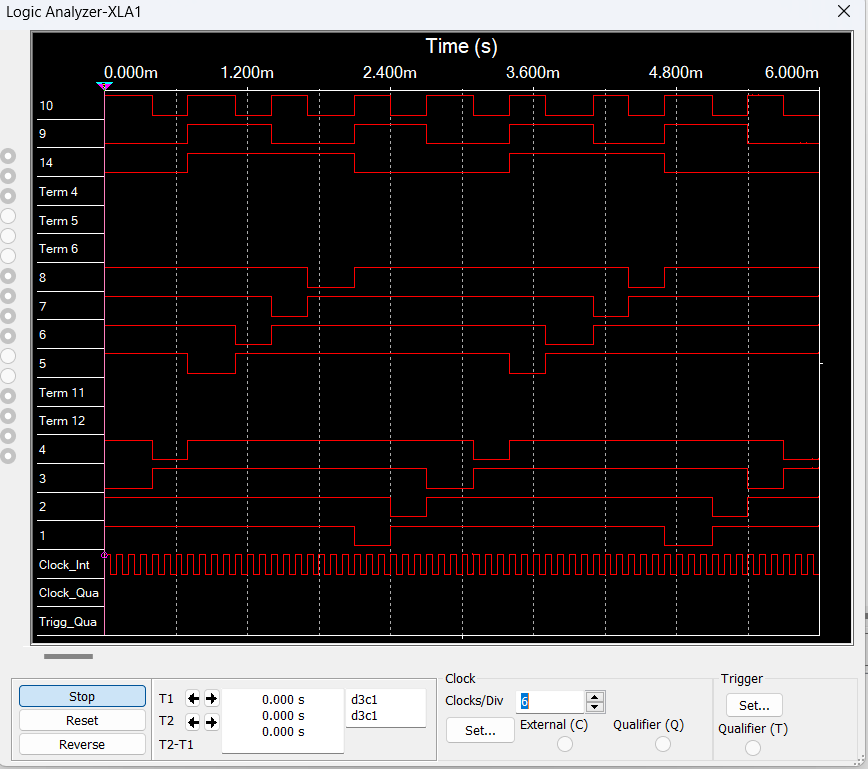 Logic Analyzer-XLA1
Time (s)
0.000m 1.200m 2.400m 3.600m 4.800m 6.000m
10
9
14
Term 4
Term 5
Term 6
8
7
6
5
Term 11
Term 12
4
3
2
1
Clock_Int
Clock_Qua
Trigg_Qua
Stop
Reset
Reverse
T1 0.000 s d3c1
T2 0.000 s d3c1
T2-T1 0.000 s
Clock
Clocks/Div 6
Set... External (C) Qualifier (Q)
Trigger
Set...
Qualifier (T)